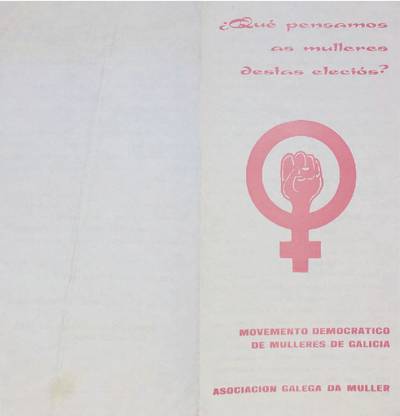 ¿Qué pensamos
as mulleres
destas eleciós?
MOVEMENTO DEMOCRATICO
DE MULLERES DE GALICIA
ASOCIACION GALEGA DA MULLER